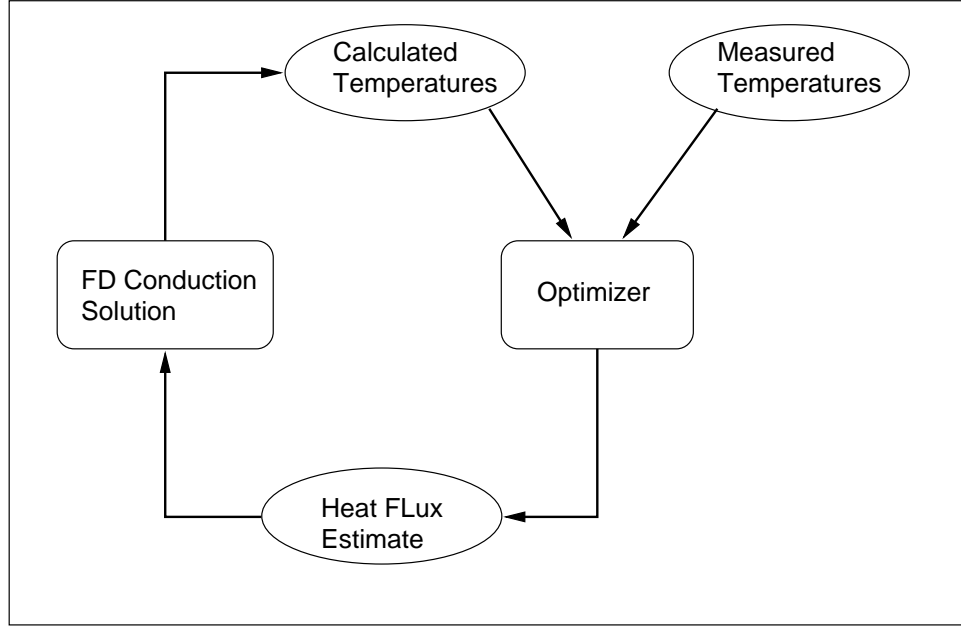 Calculated
Temperatures
Measured
Temperatures
FD Conduction
Solution
Optimizer
Heat FLux
Estimate